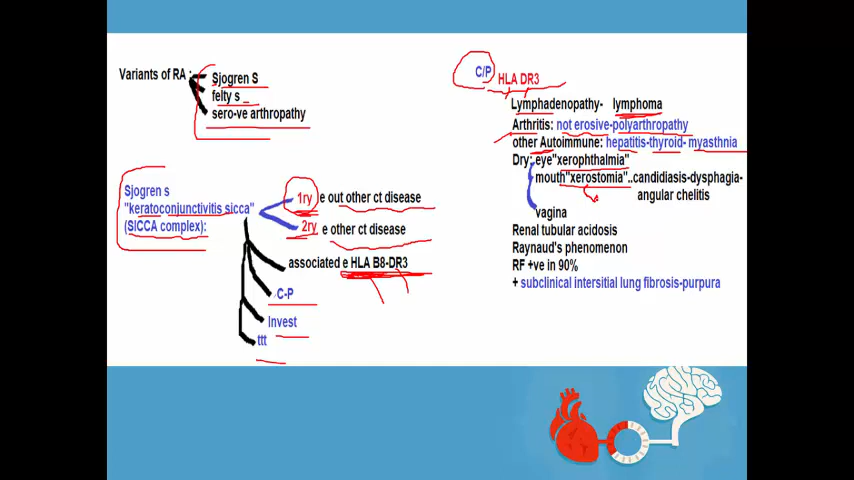 Variants of RA :
Sjogren S
felty s _
sero-ve arthropathy
Sjogren s
"keratoconjunctivitis sicca"
(SICCA complex):
1ry e out other ct disease
2ry e other ct disease
associated e HLA B8-DR3
C-P
Invest
ttt
C/P
HLA DR3
Lymphadenopathy- lymphoma
Arthritis: not erosive-polyarthropathy
other Autoimmune: hepatitis-thyroid- myasthnia
Dry: eye"xerophthalmia"
mouth"xerostomia"..candidiasis-dysphagia-
angular chelitis
vagina
Renal tubular acidosis
Raynaud's phenomenon
RF +ve in 90%
+ subclinical intersitial lung fibrosis-purpura